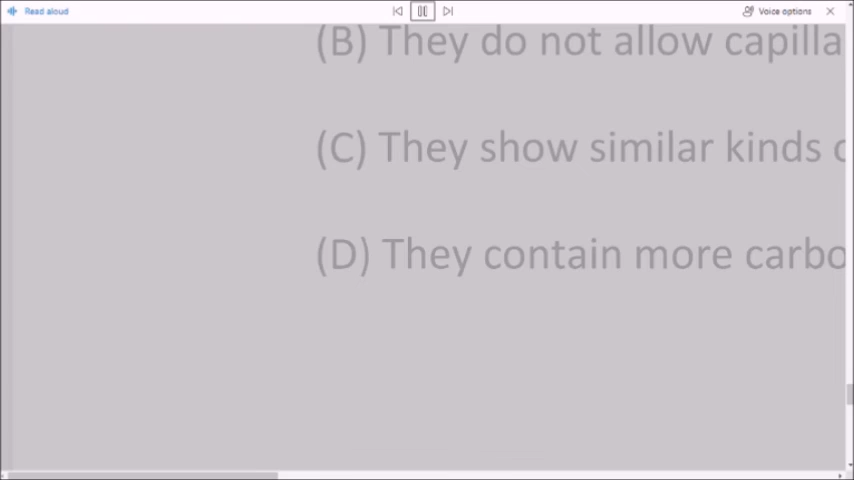 Read aloud
Voice options
(B) They do not allow capilla
(C) They show similar kinds
(D) They contain more carbo